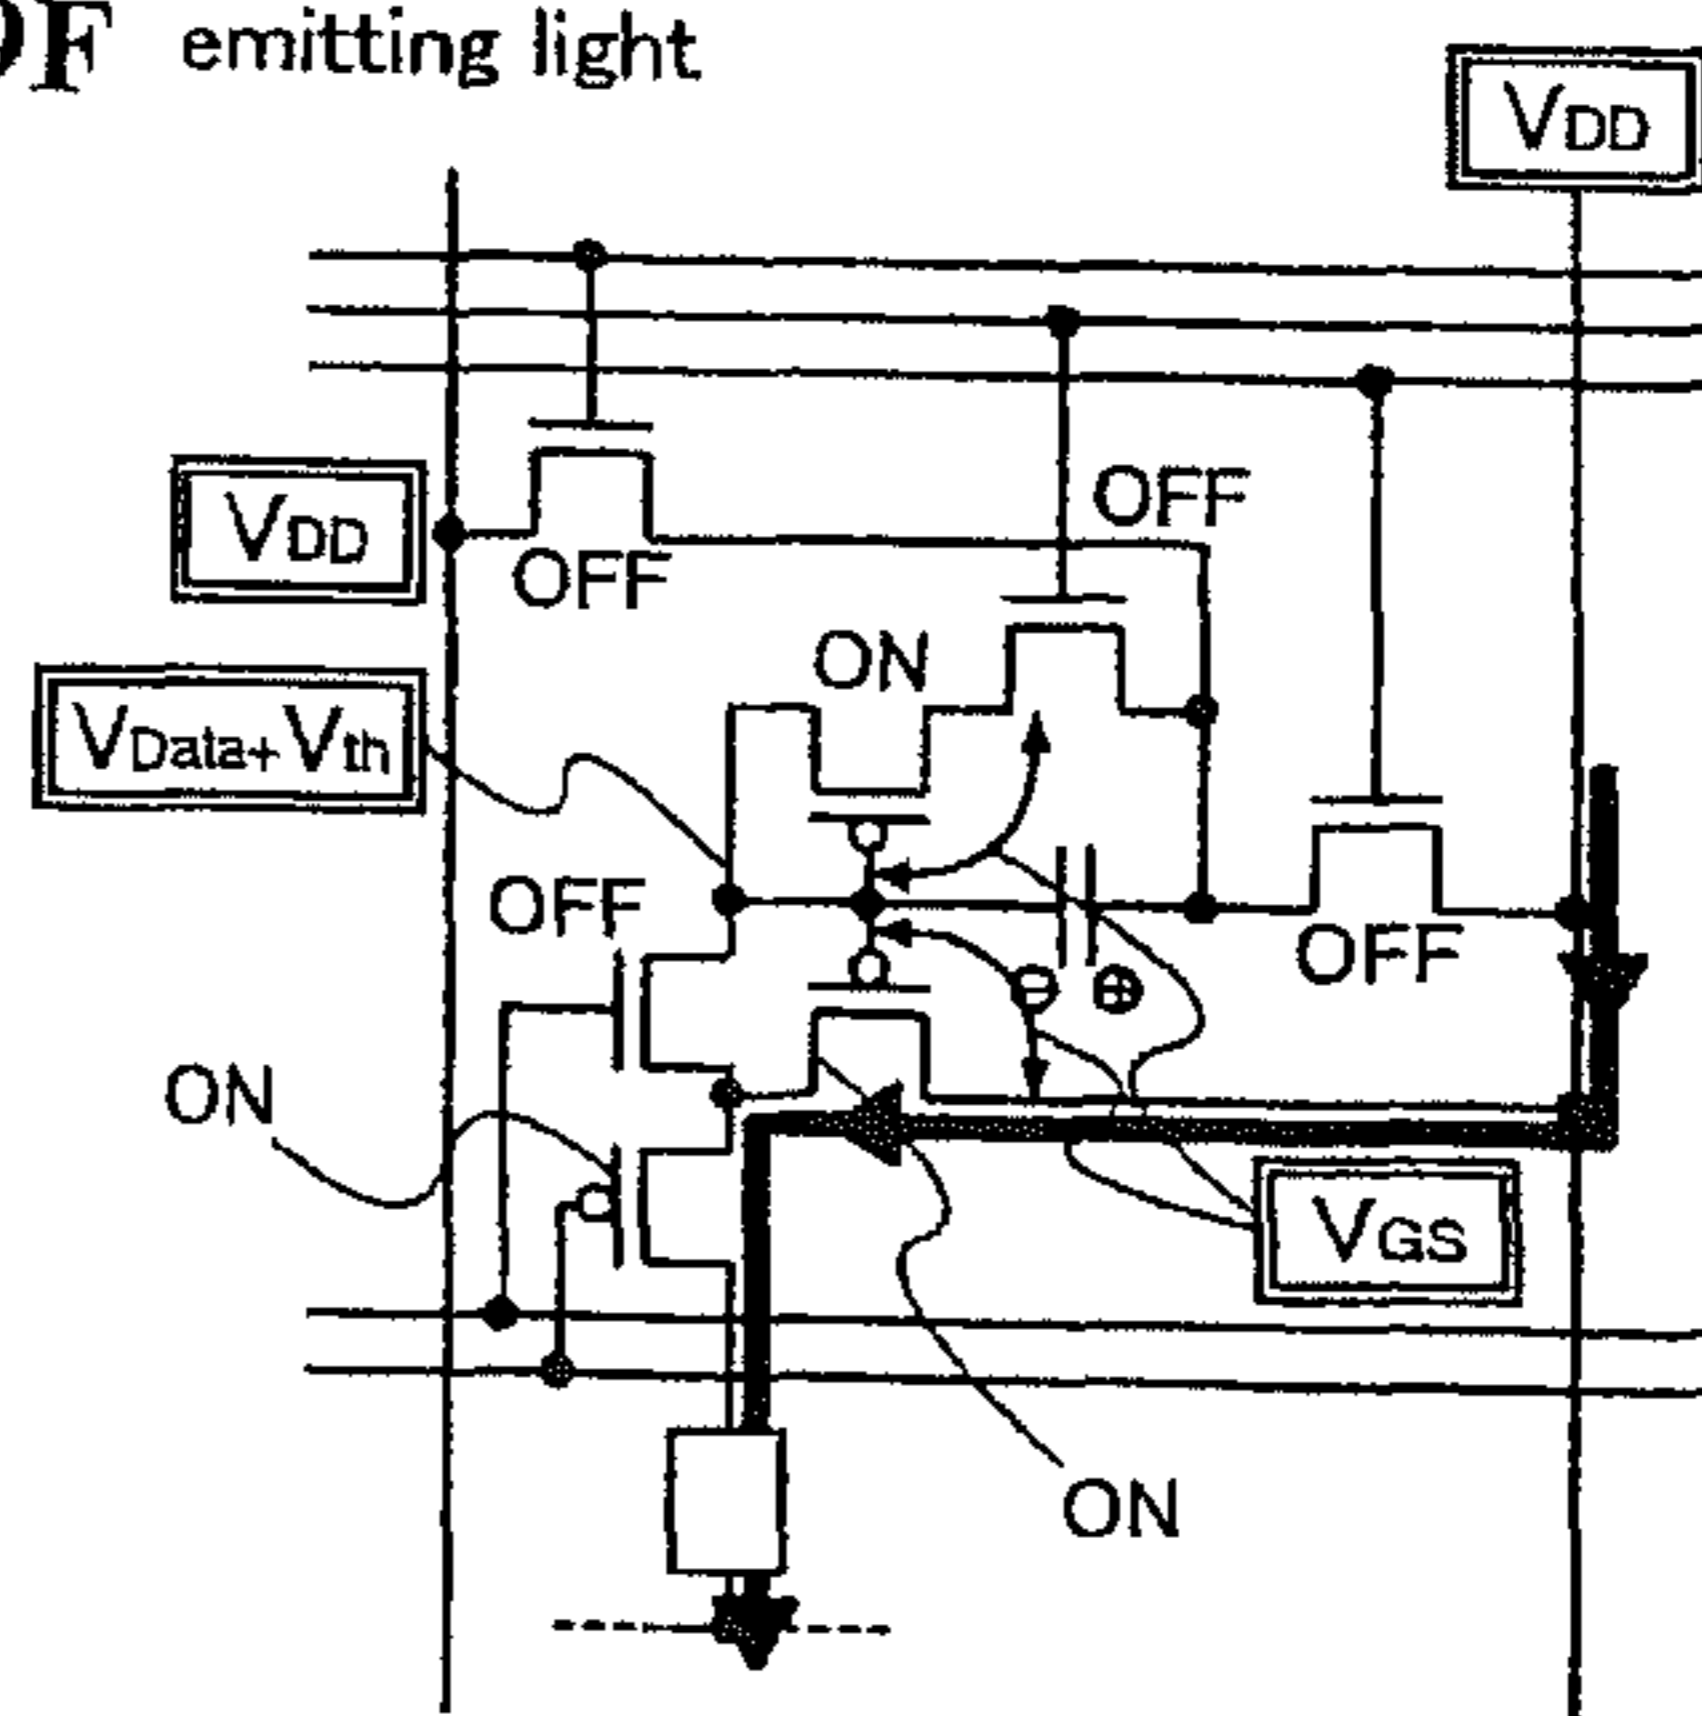 emitting light
VDD
VDD
OFF
OFF
ON
VData+Vth
OFF
OFF
⊖ ⊕
ON
VGS
ON